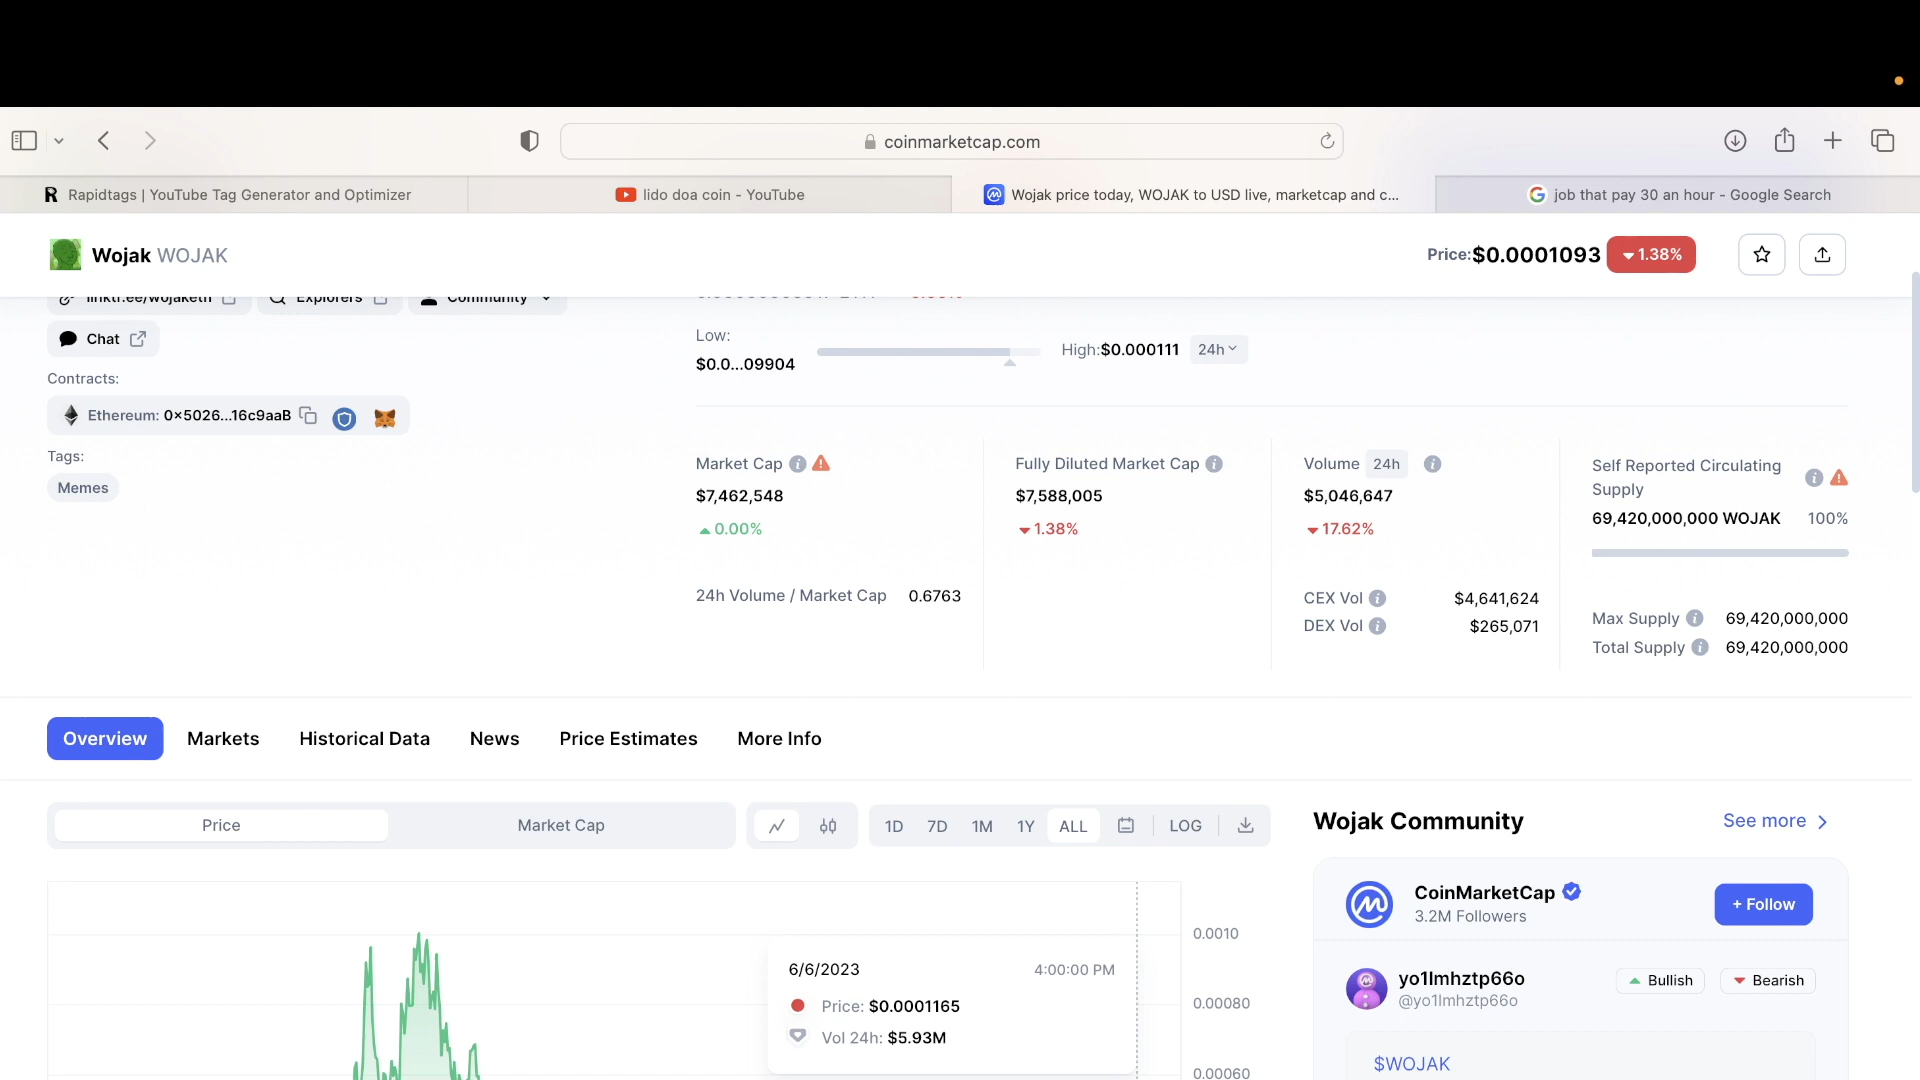 coinmarketcap.com
Rapidtags | YouTube Tag Generator and Optimizer
lido doa coin - YouTube
Wojak price today, WOJAK to USD live, marketcap and c...
job that pay 30 an hour - Google Search
Wojak WOJAK
Price:$0.0001093
1.38%
linktr.ee/wojaketh
Explorers
Community
Chat
Low:
$0.0...09904
High:$0.000111
24h
Contracts:
Ethereum: 0x5026...16c9aaB
Tags:
Memes
Market Cap
$7,462,548
0.00%
24h Volume / Market Cap 0.6763
Fully Diluted Market Cap
$7,588,005
1.38%
Volume 24h
$5,046,647
17.62%
CEX Vol $4,641,624
DEX Vol $265,071
Self Reported Circulating
Supply
69,420,000,000 WOJAK 100%
Max Supply 69,420,000,000
Total Supply 69,420,000,000
Overview Markets Historical Data News Price Estimates More Info
Price Market Cap
1D 7D 1M 1Y ALL LOG
0.0010
0.00080
0.00060
6/6/2023 4:00:00 PM
Price: $0.0001165
Vol 24h: $5.93M
Wojak Community
See more
CoinMarketCap
3.2M Followers
+ Follow
yo1lmhztp66o
@yo1lmhztp66o
Bullish
Bearish
$WOJAK